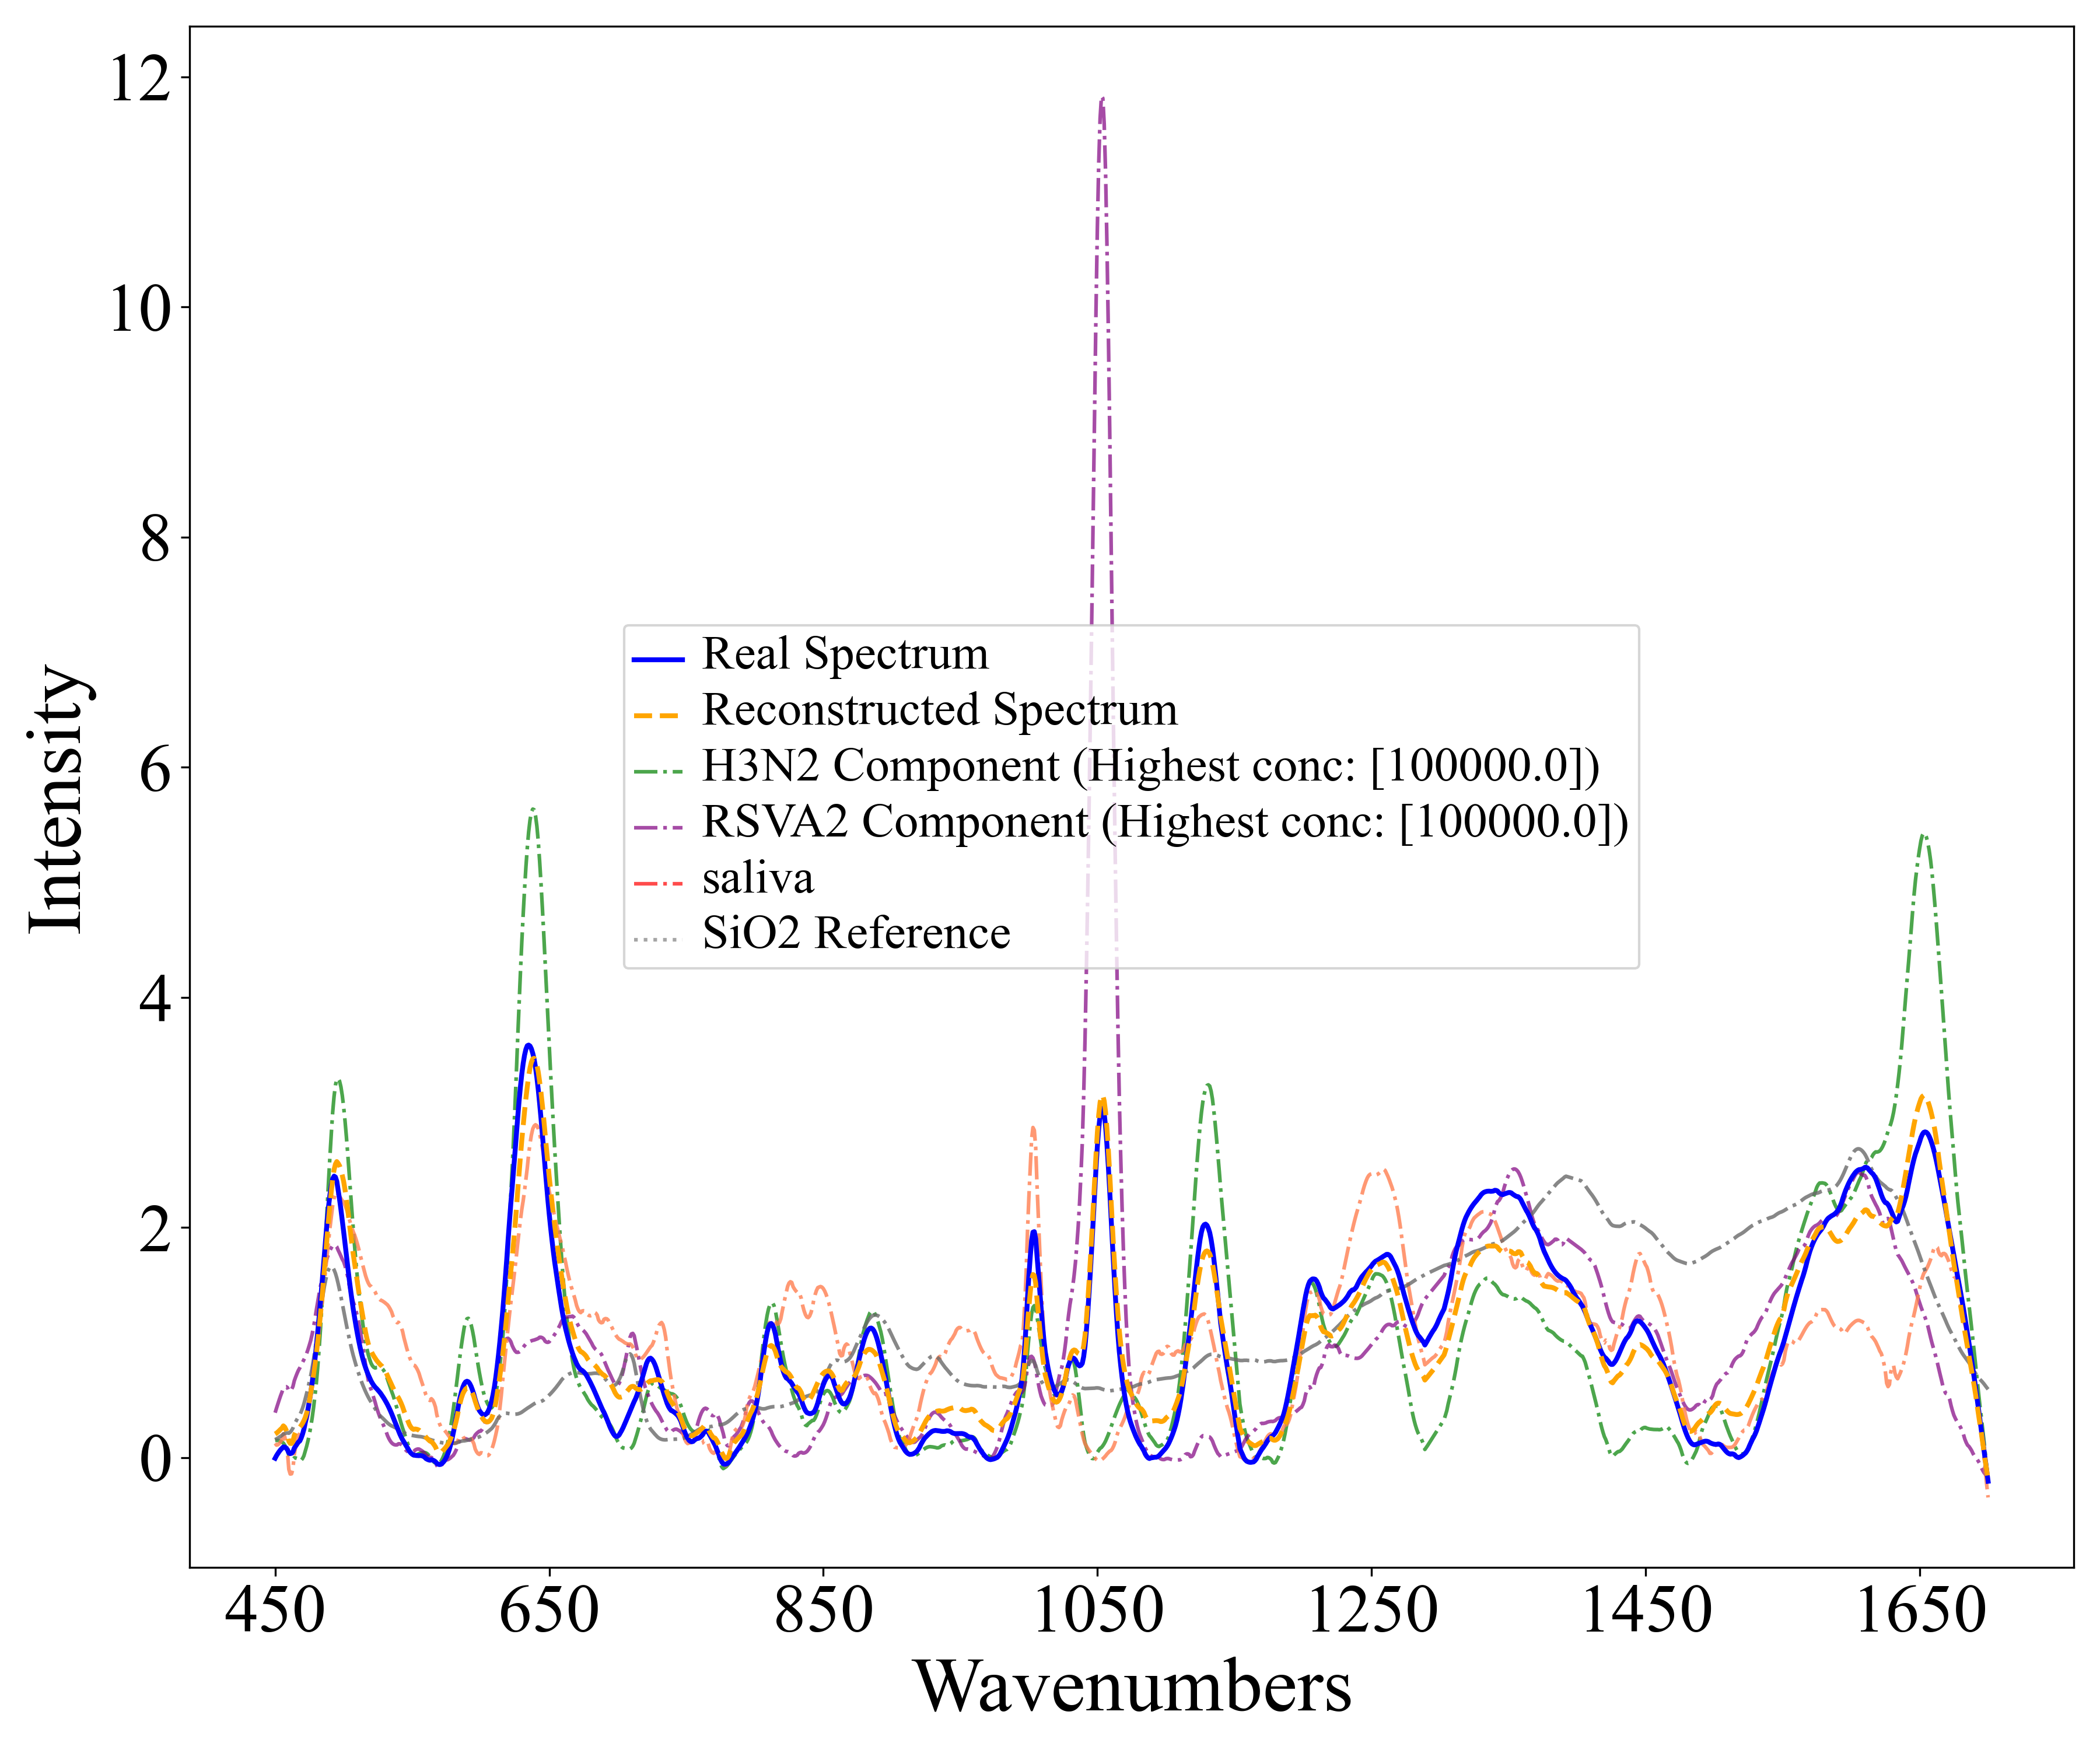 12
10
8
6
4
2
0
Intensity
Real Spectrum
Reconstructed Spectrum
H3N2 Component (Highest conc: [100000.0])
RSVA2 Component (Highest conc: [100000.0])
saliva
SiO2 Reference
450 650 850 1050 1250 1450 1650
Wavenumbers